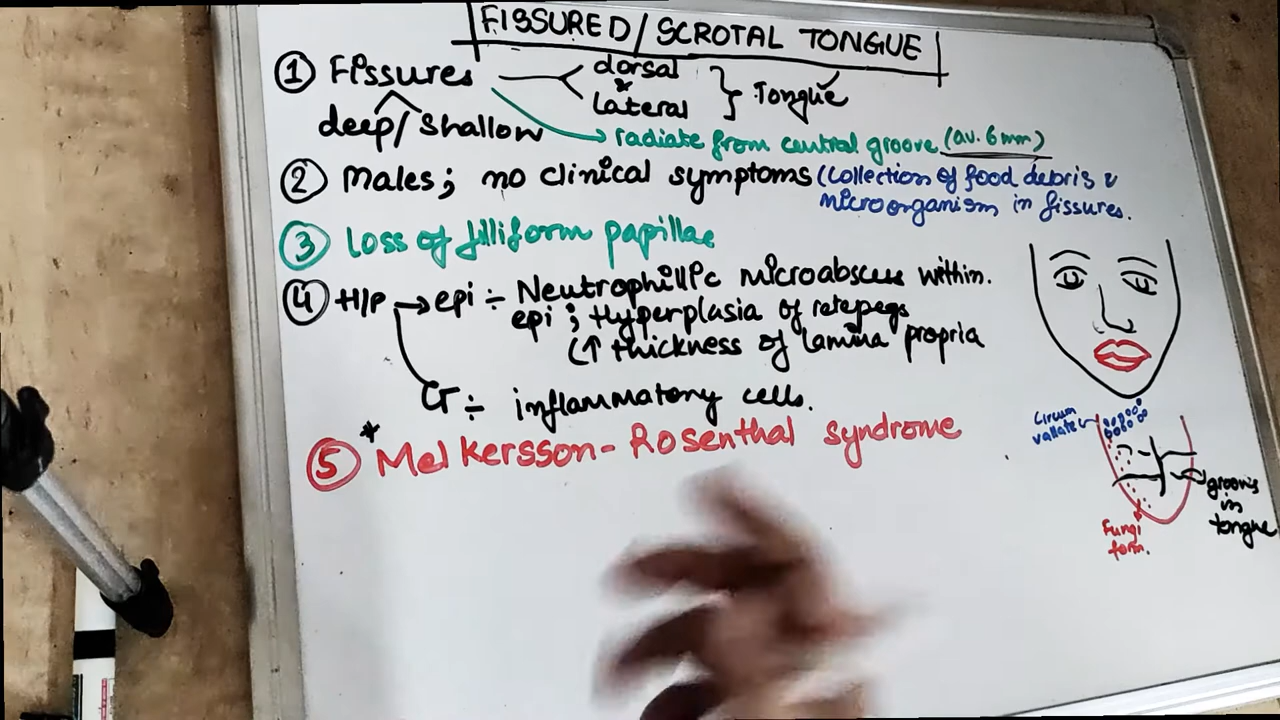 FISSURED/SCROTAL TONGUE
① Fissures dorsal & lateral } Tongue
deep/shallow
radiate from central groove (av. 6mm)
② Males; no clinical symptoms (collection of food debris &
microorganism in fissures.
③ Loss of filliform papillae
④ H/P → epi ÷ Neutrophillic microabscess within
epi ; Hyperplasia of retepegs
(↑ thickness of lamina propria
CT ÷ inflammatory cells.
*
⑤ Melkersson-Rosenthal syndrome
Circum
vallate
grooves
in
tongue
Fungi
form.